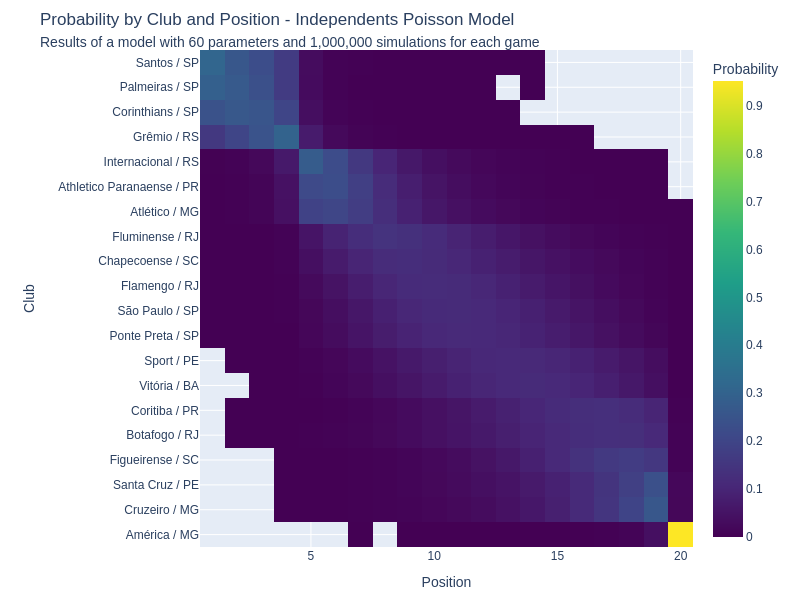 Probability by Club and Position - Independents Poisson Model
Results of a model with 60 parameters and 1,000,000 simulations for each game
Probability
Santos / SP
Palmeiras / SP
Corinthians / SP
Grêmio / RS
Internacional / RS
Athletico Paranaense / PR
Atlético / MG
Fluminense / RJ
Chapecoense / SC
Flamengo / RJ
São Paulo / SP
Ponte Preta / SP
Sport / PE
Vitória / BA
Coritiba / PR
Botafogo / RJ
Figueirense / SC
Santa Cruz / PE
Cruzeiro / MG
América / MG
Club
5
10
15
20
Position
0.9
0.8
0.7
0.6
0.5
0.4
0.3
0.2
0.1
0